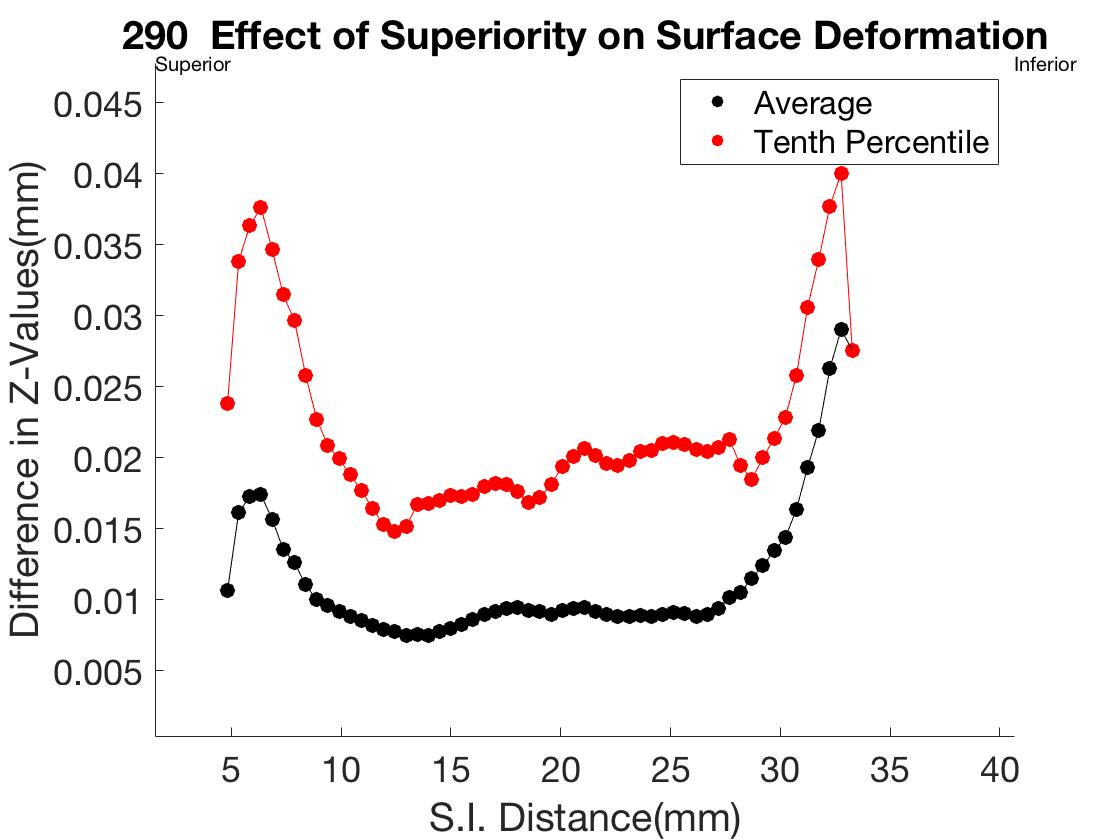 290  Effect of Superiority on Surface Deformation
Superior
Inferior
Average
Tenth Percentile
0.045
0.04
0.035
0.03
0.025
0.02
0.015
0.01
0.005
Difference in Z-Values(mm)
5 10 15 20 25 30 35 40
S.I. Distance(mm)